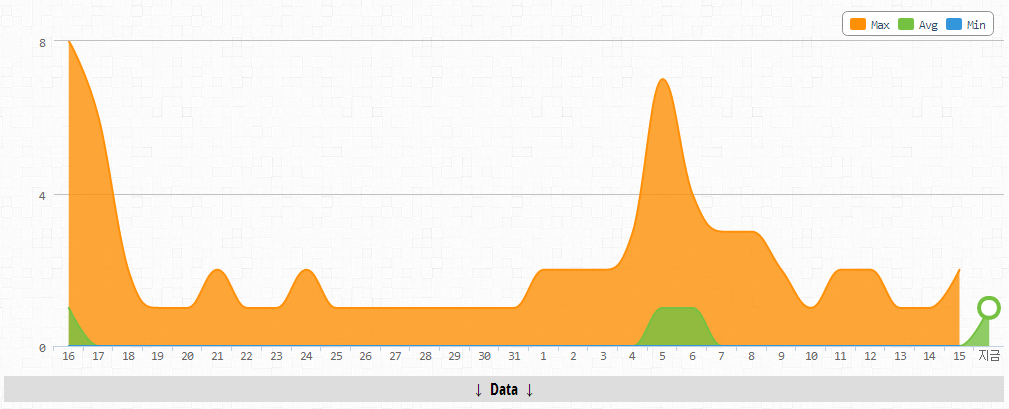 Max Avg Min
8
4
0
16 17 18 19 20 21 22 23 24 25 26 27 28 29 30 31 1 2 3 4 5 6 7 8 9 10 11 12 13 14 15 지금
↓ Data ↓